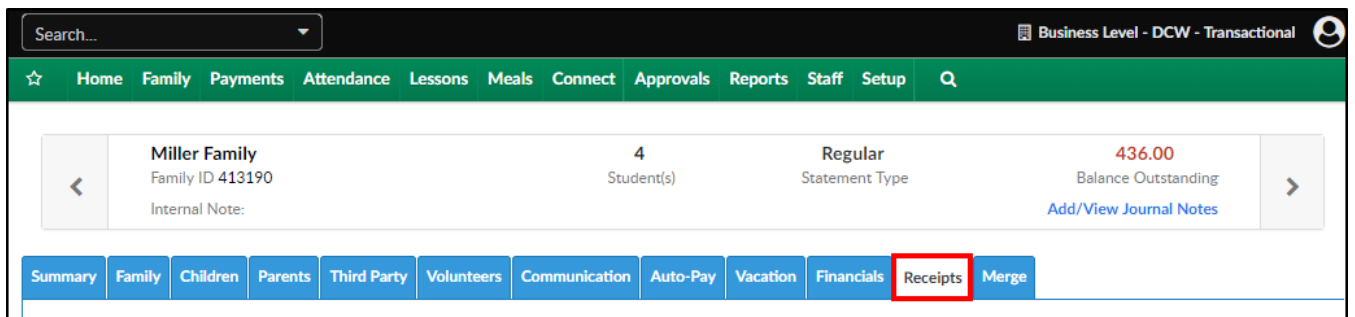 Search...
Business Level - DCW - Transactional
Home Family Payments Attendance Lessons Meals Connect Approvals Reports Staff Setup
Miller Family 4 Regular 436.00
Family ID 413190 Student(s) Statement Type Balance Outstanding
Internal Note: Add/View Journal Notes
Summary Family Children Parents Third Party Volunteers Communication Auto-Pay Vacation Financials Receipts Merge